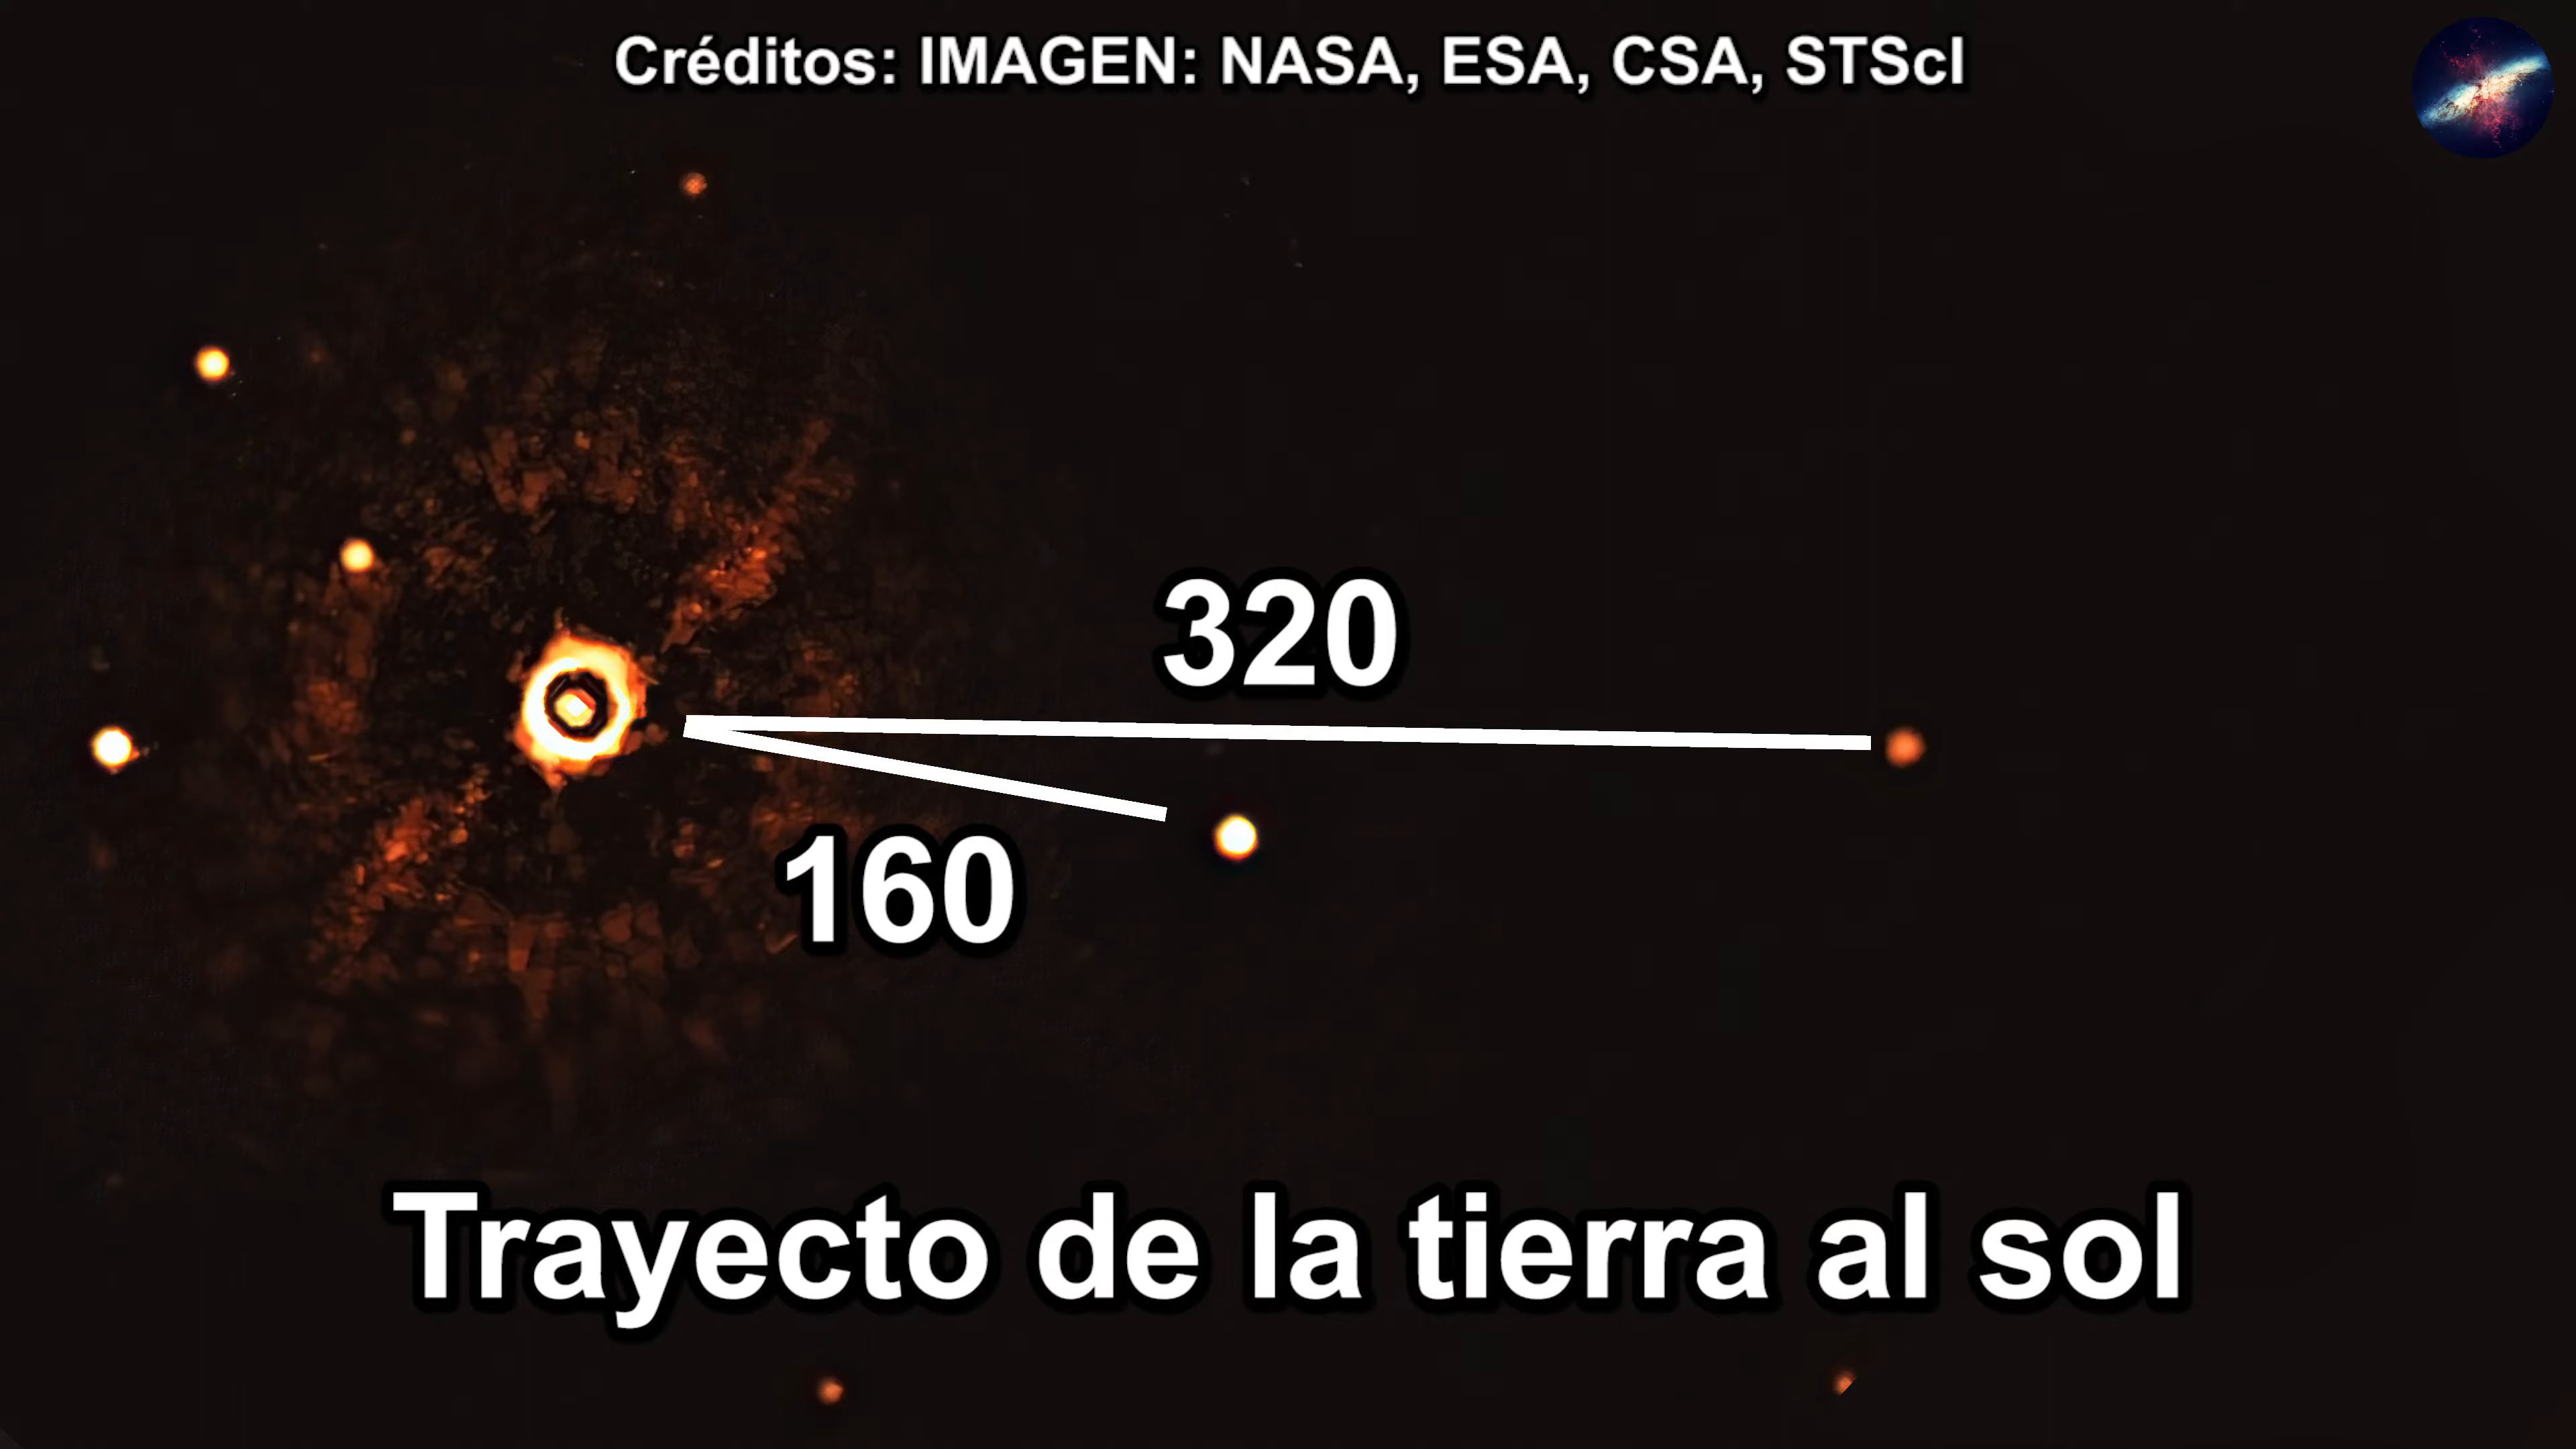 Créditos: IMAGEN: NASA, ESA, CSA, STScI
320
160
Trayecto de la tierra al sol